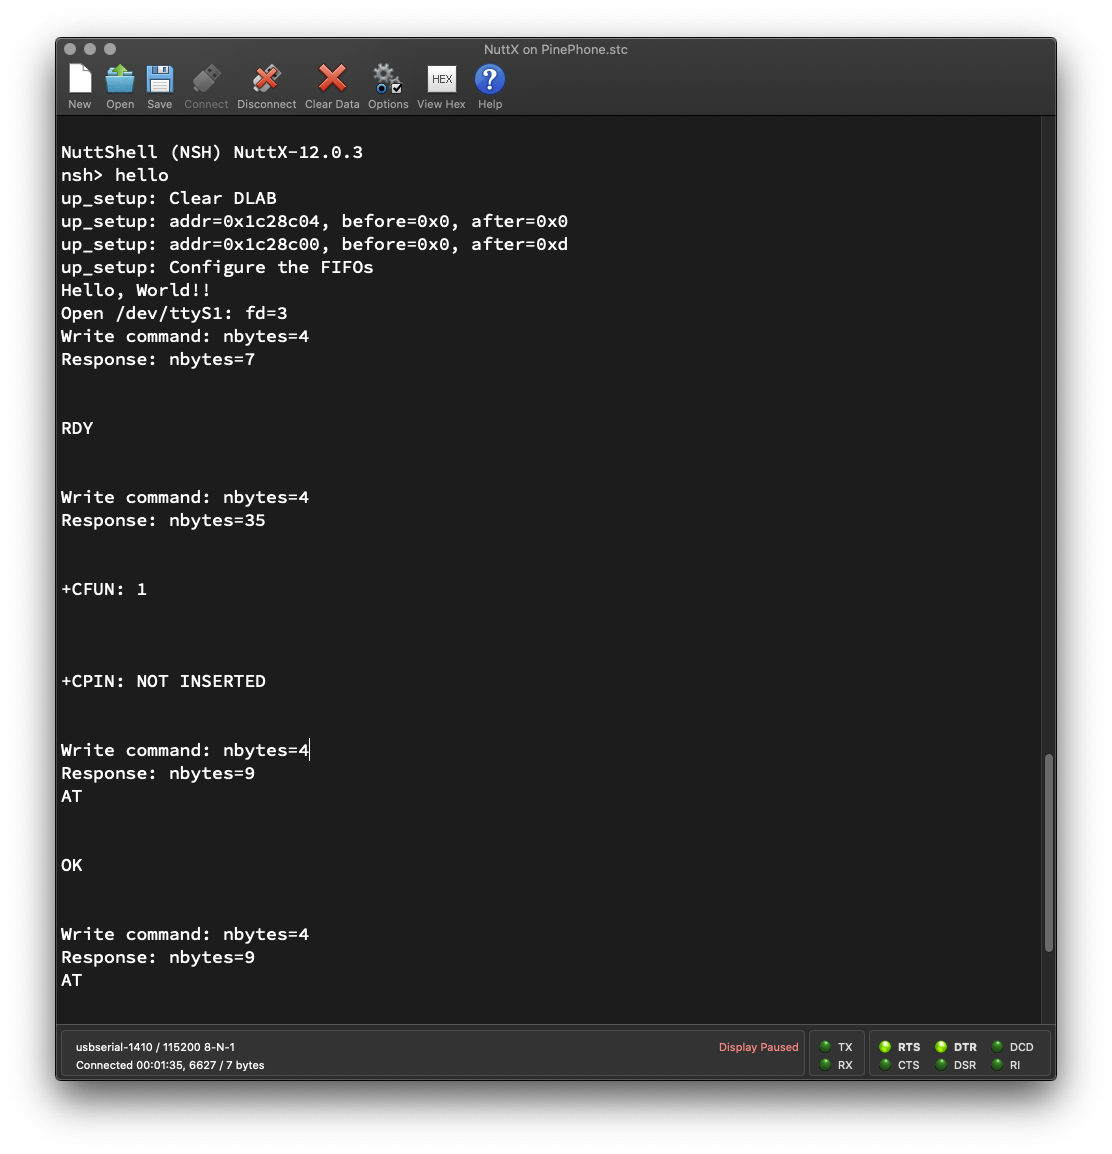 NuttX on PinePhone.stc
New Open Save Connect Disconnect Clear Data Options HEX View Hex ? Help
NuttShell (NSH) NuttX-12.0.3
nsh> hello
up_setup: Clear DLAB
up_setup: addr=0x1c28c04, before=0x0, after=0x0
up_setup: addr=0x1c28c00, before=0x0, after=0xd
up_setup: Configure the FIFOs
Hello, World!!
Open /dev/ttyS1: fd=3
Write command: nbytes=4
Response: nbytes=7
RDY
Write command: nbytes=4
Response: nbytes=35
+CFUN: 1
+CPIN: NOT INSERTED
Write command: nbytes=4
Response: nbytes=9
AT
OK
Write command: nbytes=4
Response: nbytes=9
AT
usbserial-1410 / 115200 8-N-1 Display Paused TX RTS DTR DCD
Connected 00:01:35, 6627 / 7 bytes RX CTS DSR RI